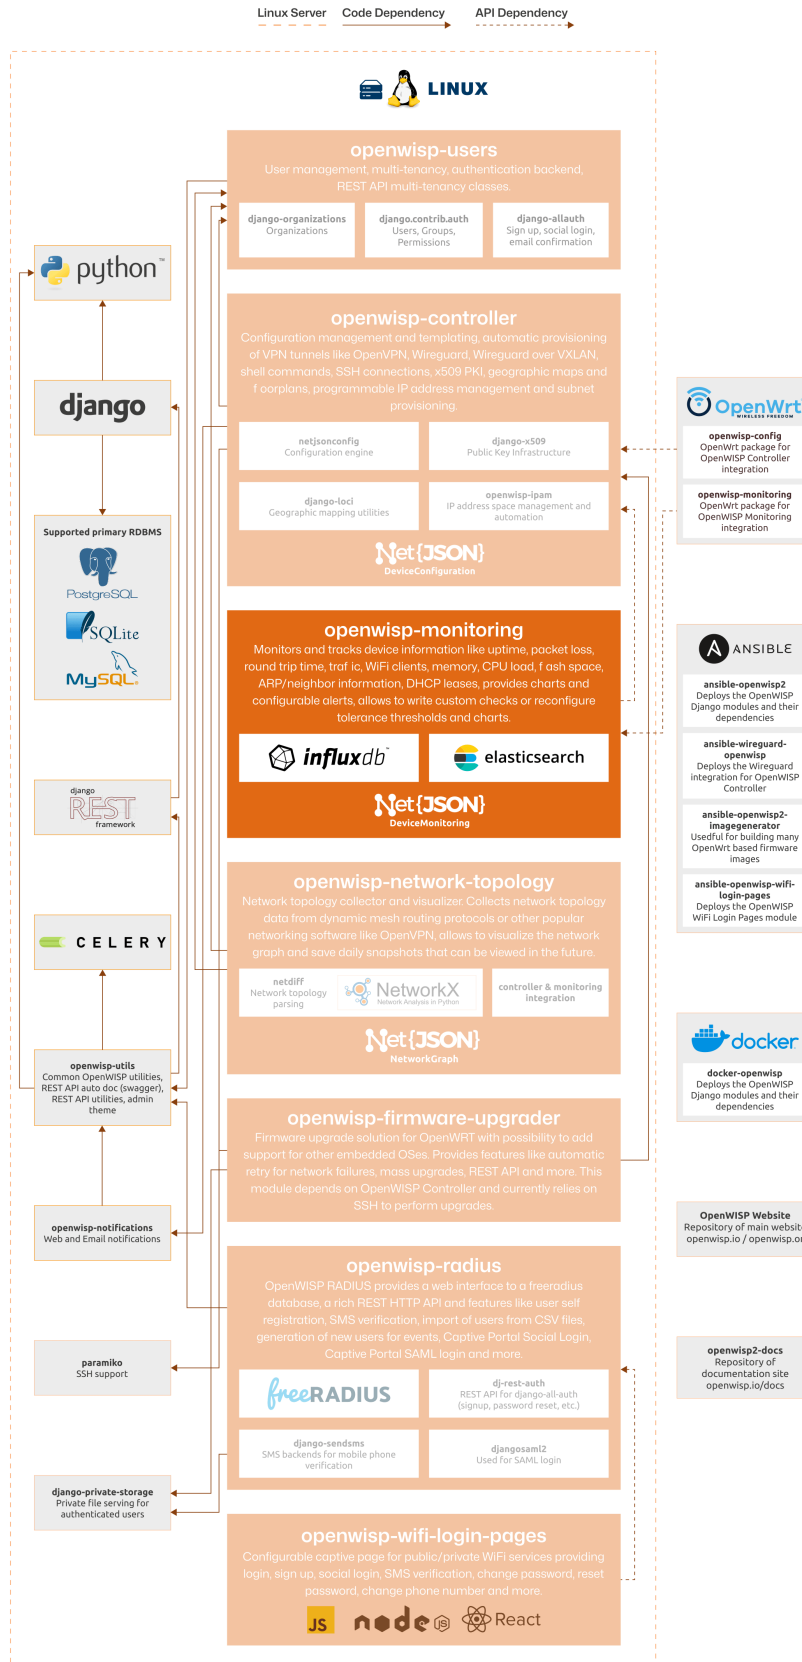 Linux Server
Code Dependency
API Dependency
LINUX
openwisp-users
User management, multi-tenancy, authentication backend,
REST API multi-tenancy classes.
django-organizations
Organizations
django.contrib.auth
Users, Groups,
Permissions
django-allauth
Sign up, social login,
email confirmation
python™
django
Supported primary RDBMS
PostgreSQL
SQLite
MySQL®
django
REST
framework
CELERY
openwisp-utils
Common OpenWISP utilities,
REST API auto doc (swagger),
REST API utilities, admin
theme
openwisp-notifications
Web and Email notifications
paramiko
SSH support
django-private-storage
Private file serving for
authenticated users
openwisp-controller
Configuration management and templating, automatic provisioning
of VPN tunnels like OpenVPN, Wireguard, Wireguard over VXLAN,
shell commands, SSH connections, x509 PKI, geographic maps and
f oorplans, programmable IP address management and subnet
provisioning.
netjsonconfig
Configuration engine
django-x509
Public Key Infrastructure
django-loci
Geographic mapping utilities
openwisp-ipam
IP address space management and
automation
Net{JSON}
DeviceConfiguration
openwisp-monitoring
Monitors and tracks device information like uptime, packet loss,
round trip time, traf ic, WiFi clients, memory, CPU load, f ash space,
ARP/neighbor information, DHCP leases, provides charts and
configurable alerts, allows to write custom checks or reconfigure
tolerance thresholds and charts.
influxdb™
elasticsearch
Net{JSON}
DeviceMonitoring
openwisp-network-topology
Network topology collector and visualizer. Collects network topology
data from dynamic mesh routing protocols or other popular
networking software like OpenVPN, allows to visualize the network
graph and save daily snapshots that can be viewed in the future.
netdiff
Network topology
parsing
NetworkX
Network Analysis in Python
controller & monitoring
integration
Net{JSON}
NetworkGraph
openwisp-firmware-upgrader
Firmware upgrade solution for OpenWRT with possibility to add
support for other embedded OSes. Provides features like automatic
retry for network failures, mass upgrades, REST API and more. This
module depends on OpenWISP Controller and currently relies on
SSH to perform upgrades.
openwisp-radius
OpenWISP RADIUS provides a web interface to a freeradius
database, a rich REST HTTP API and features like user self
registration, SMS verification, import of users from CSV files,
generation of new users for events, Captive Portal Social Login,
Captive Portal SAML login and more.
freeRADIUS
dj-rest-auth
REST API for django-all-auth
(signup, password reset, etc.)
django-sendsms
SMS backends for mobile phone
verification
djangosaml2
Used for SAML login
openwisp-wifi-login-pages
Configurable captive page for public/private WiFi services providing
login, sign up, social login, SMS verification, change password, reset
password, change phone number and more.
JS
node JS
React
OpenWrt
WIRELESS FREEDOM
openwisp-config
OpenWrt package for
OpenWISP Controller
integration
openwisp-monitoring
OpenWrt package for
OpenWISP Monitoring
integration
ANSIBLE
ansible-openwisp2
Deploys the OpenWISP
Django modules and their
dependencies
ansible-wireguard-
openwisp
Deploys the Wireguard
integration for OpenWISP
Controller
ansible-openwisp2-
imagegenerator
Usedful for building many
OpenWrt based firmware
images
ansible-openwisp-wifi-
login-pages
Deploys the OpenWISP
WiFi Login Pages module
docker
docker-openwisp
Deploys the OpenWISP
Django modules and their
dependencies
OpenWISP Website
Repository of main website
openwisp.io / openwisp.or
openwisp2-docs
Repository of
documentation site
openwisp.io/docs